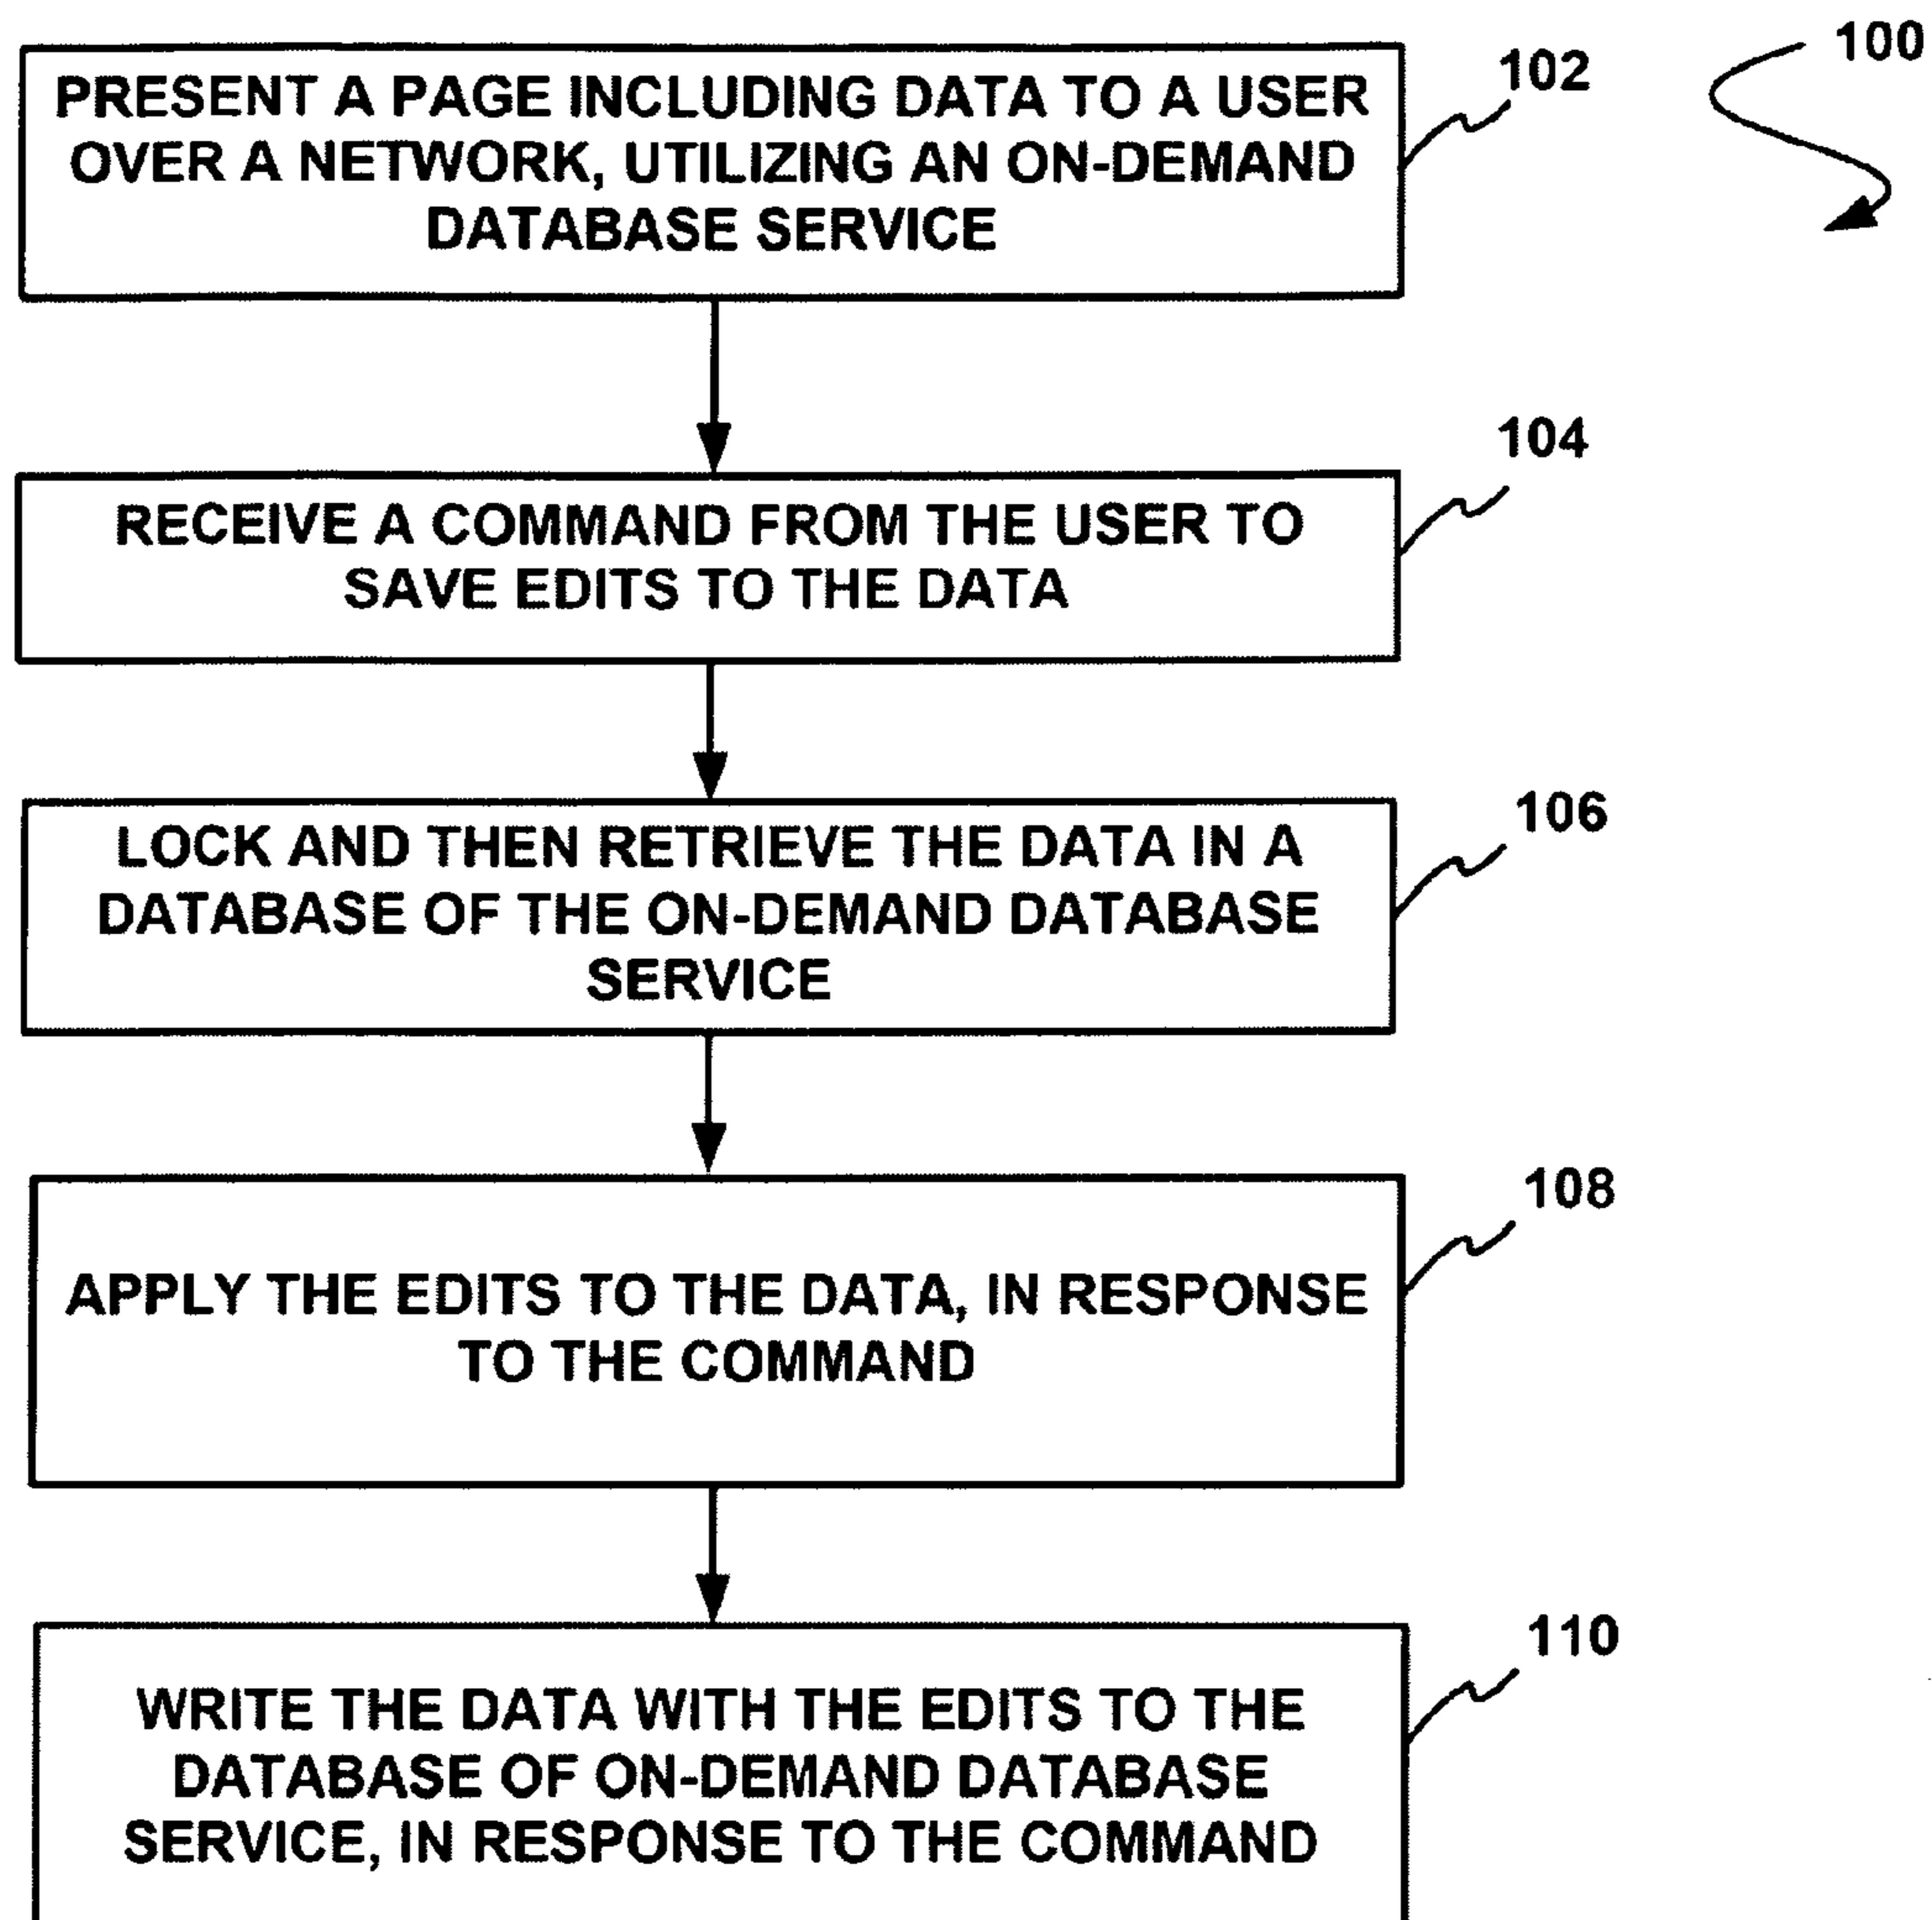 100
102
PRESENT A PAGE INCLUDING DATA TO A USER
OVER A NETWORK, UTILIZING AN ON-DEMAND
DATABASE SERVICE
104
RECEIVE A COMMAND FROM THE USER TO
SAVE EDITS TO THE DATA
106
LOCK AND THEN RETRIEVE THE DATA IN A
DATABASE OF THE ON-DEMAND DATABASE
SERVICE
108
APPLY THE EDITS TO THE DATA, IN RESPONSE
TO THE COMMAND
110
WRITE THE DATA WITH THE EDITS TO THE
DATABASE OF ON-DEMAND DATABASE
SERVICE, IN RESPONSE TO THE COMMAND